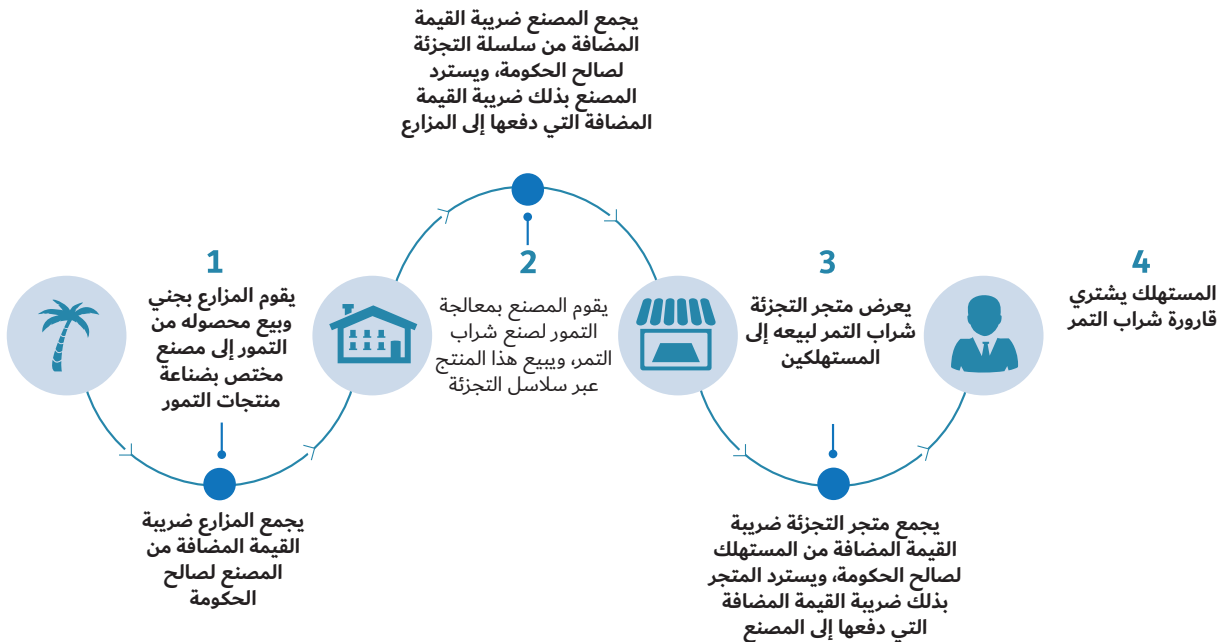 يجمع المصنع ضريبة القيمة
المضافة من سلسلة التجزئة
لصالح الحكومة، ويسترد
المصنع بذلك ضريبة القيمة
المضافة التي دفعها إلى المزارع
1
يقوم المزارع بجني
وبيع محصوله من
التمور إلى مصنع
مختص بضناعة
منتجات التمور
يجمع المزارع ضريبة
القيمة المضافة من
المصنع لصالح
الحكومة
2
يقوم المصنع بمعالجة
التمور لصنع شراب
التمر، ويبيع هذا المنتج
عبر سلاسل التجزئة
3
يعرض متجر التجزئة
شراب التمر لبيعه إلى
المستهلكين
يجمع متجر التجزئة ضريبة
القيمة المضافة من المستهلك
لصالح الحكومة، ويسترد المتجر
بذلك ضريبة القيمة المضافة
التي دفعها إلى المصنع
4
المستهلك يشتري
قارورة شراب التمر